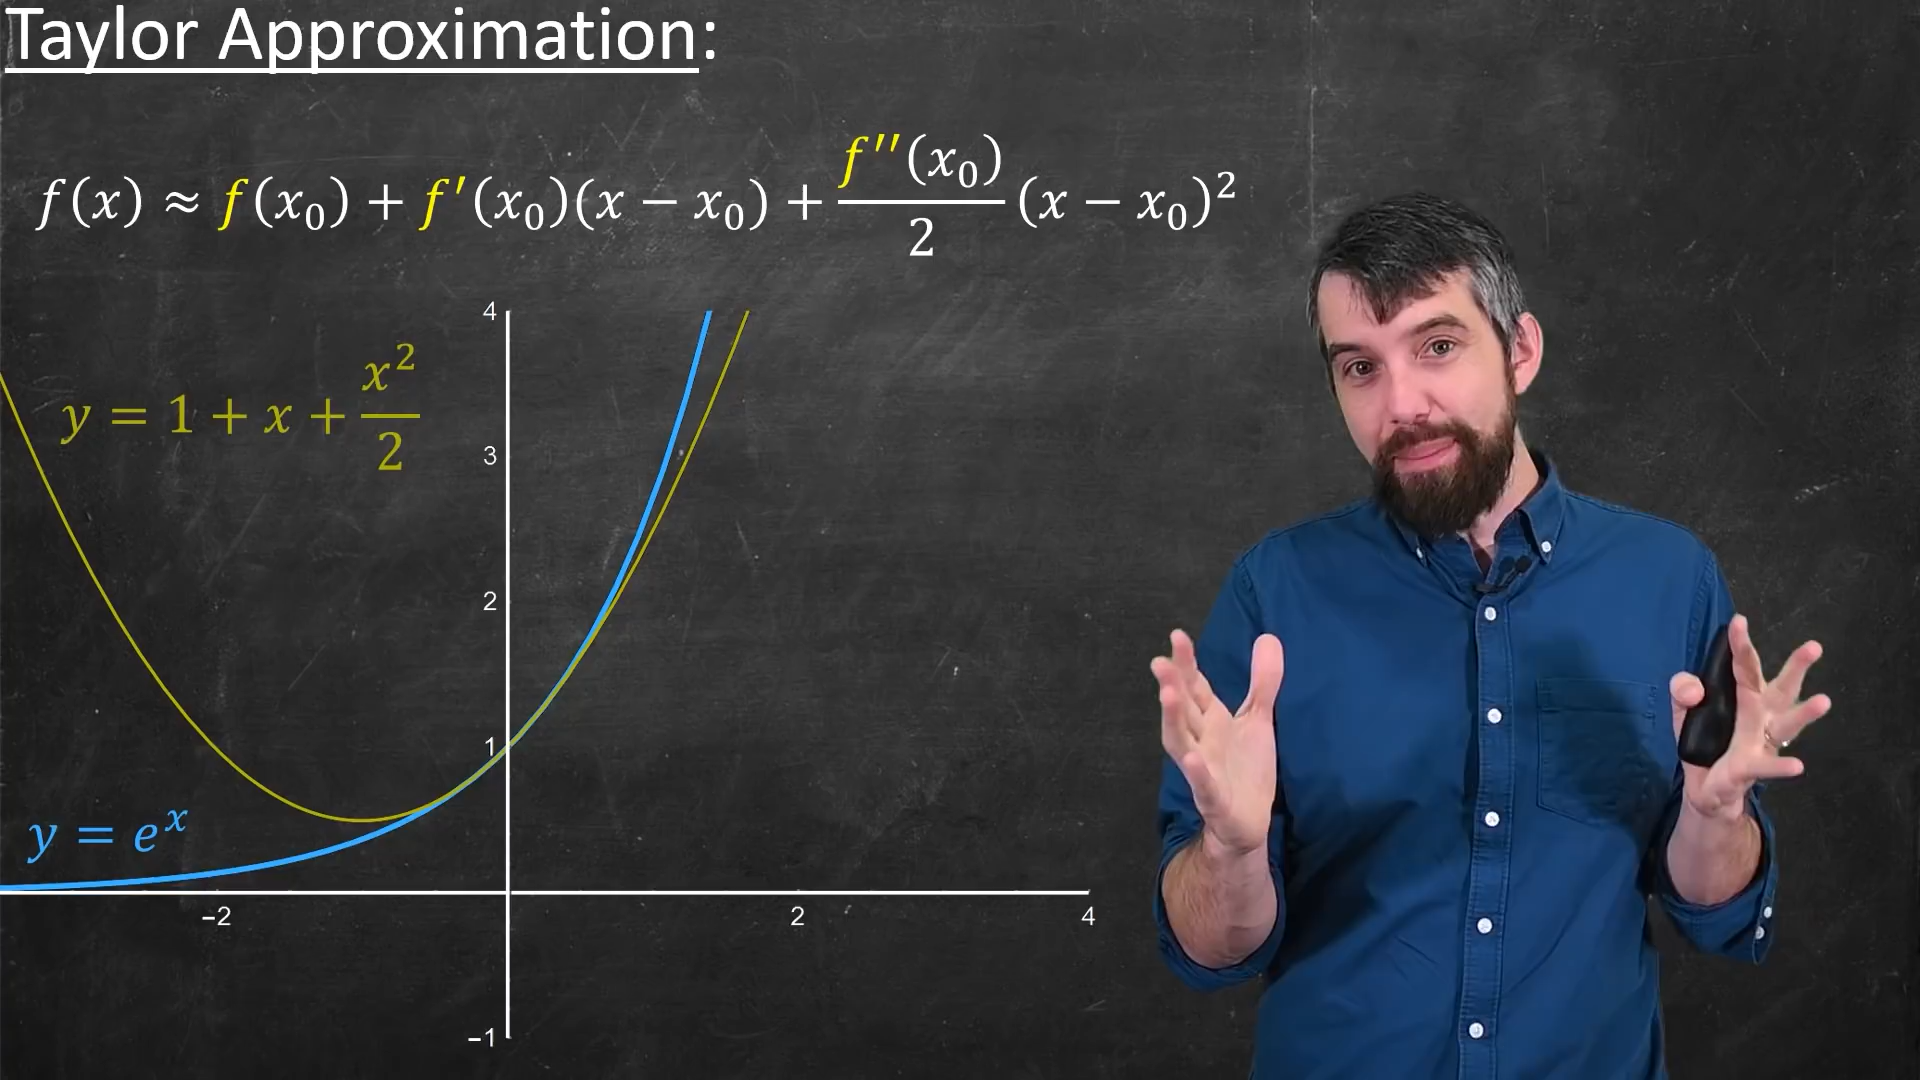 Taylor Approximation:
f(x) ≈ f(x₀) + f′(x₀)(x − x₀) + f″(x₀)/2 (x − x₀)²
4
y = 1 + x + x²/2
3
2
1
y = eˣ
−2 2 4
−1